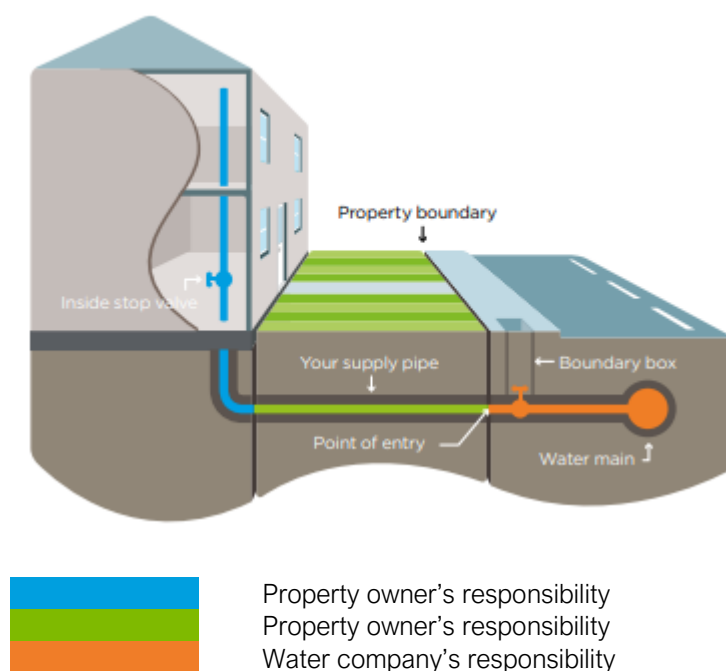 Property boundary
Inside stop valve
Your supply pipe
Boundary box
Point of entry
Water main
Property owner's responsibility
Property owner's responsibility
Water company's responsibility